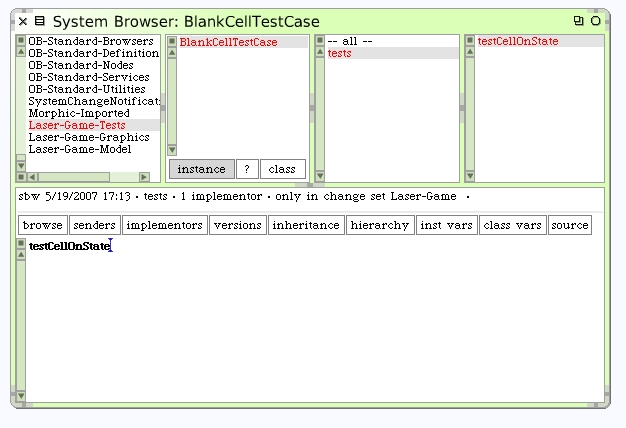 System Browser: BlankCellTestCase
OB-Standard-Browsers
OB-Standard-Definition
OB-Standard-Nodes
OB-Standard-Services
OB-Standard-Utilities
SystemChangeNotificat
Morphic-Imported
Laser-Game-Tests
Laser-Game-Graphics
Laser-Game-Model
BlankCellTestCase
instance ? class
-- all --
tests
testCellOnState
sbw 5/19/2007 17:13 · tests · 1 implementor · only in change set Laser-Game ·
browse senders implementors versions inheritance hierarchy inst vars class vars source
testCellOnState